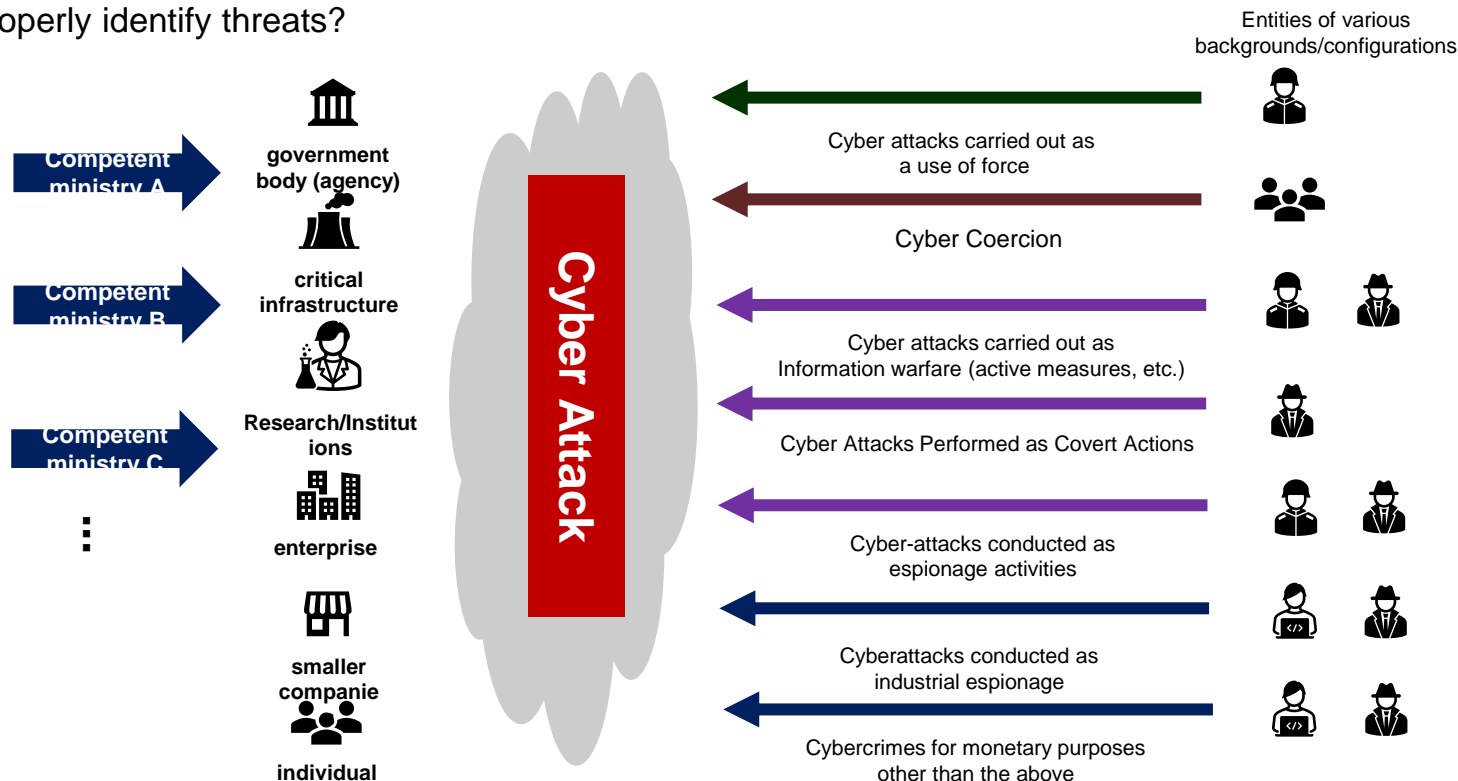 operly identify threats?
Entities of various
backgrounds/configurations
Competent
ministry A
government
body (agency)
Competent
ministry B
critical
infrastructure
Competent
ministry C
Research/Institut
ions
enterprise
smaller
companie
individual
Cyber Attack
Cyber attacks carried out as
a use of force
Cyber Coercion
Cyber attacks carried out as
Information warfare (active measures, etc.)
Cyber Attacks Performed as Covert Actions
Cyber-attacks conducted as
espionage activities
Cyberattacks conducted as
industrial espionage
Cybercrimes for monetary purposes
other than the above